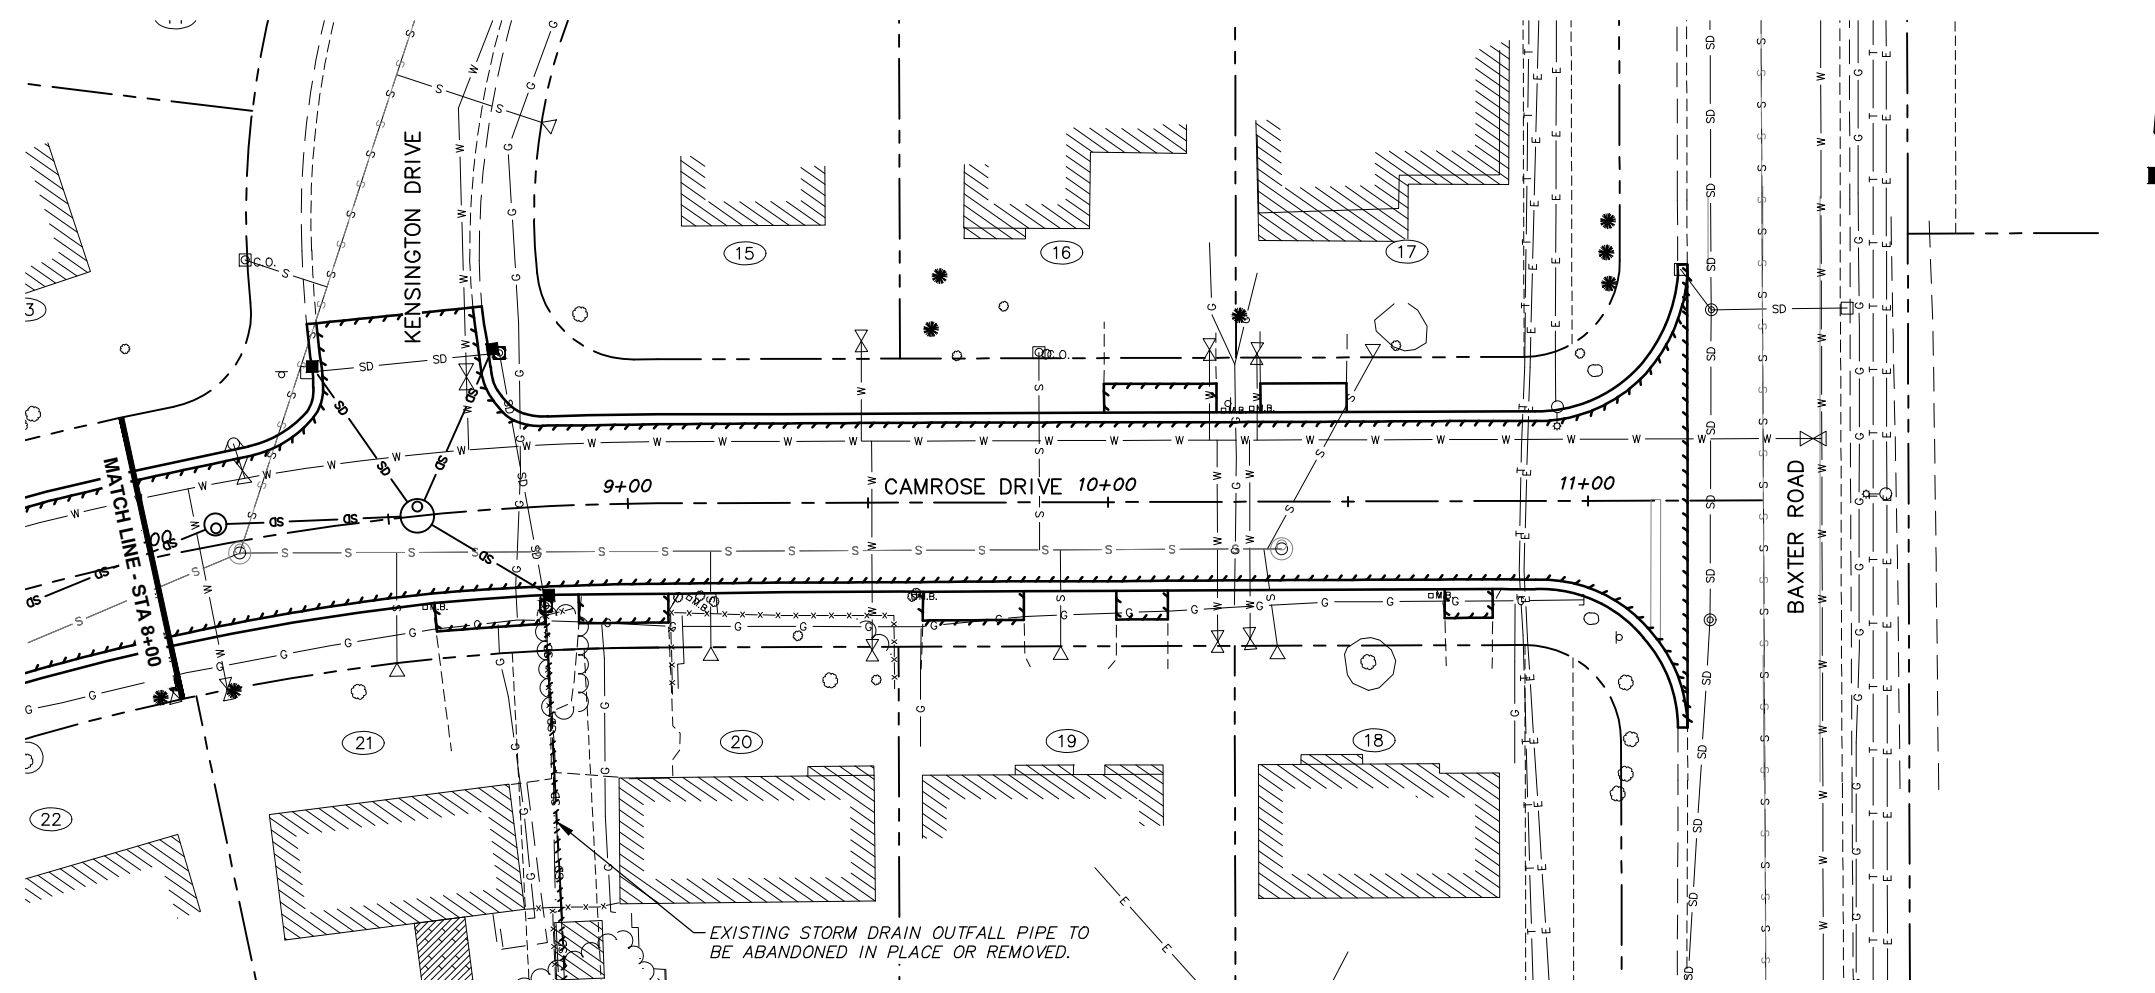 KENSINGTON DRIVE
C.O.
15
16
17
C.O.
M.B.
M.B.
MATCH LINE - STA 8+00
9+00
CAMROSE DRIVE
10+00
11+00
BAXTER ROAD
M.B.
M.B.
M.B.
M.B.
21
20
19
18
22
EXISTING STORM DRAIN OUTFALL PIPE TO
BE ABANDONED IN PLACE OR REMOVED.